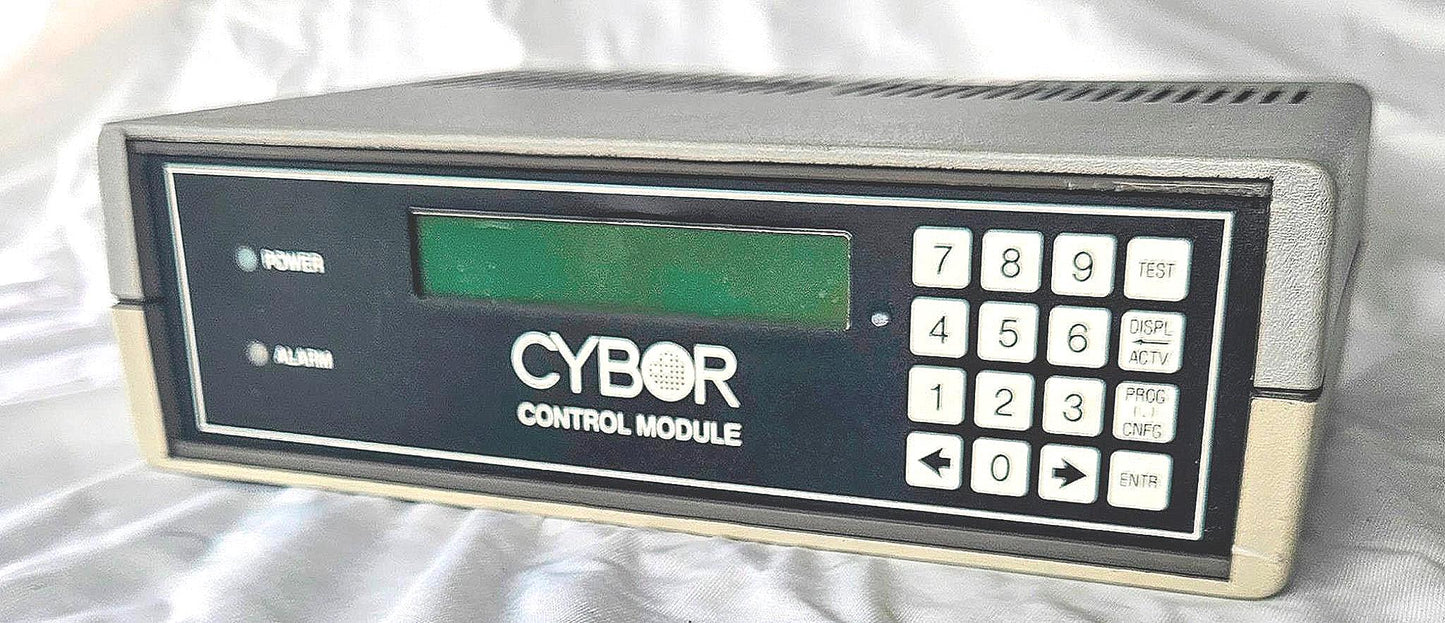 POWER
ALARM
CYBOR
CONTROL MODULE
7 8 9 TEST
4 5 6 DISPL
ACTV
1 2 3 PROG
(.)
CNFG
0 ENTR